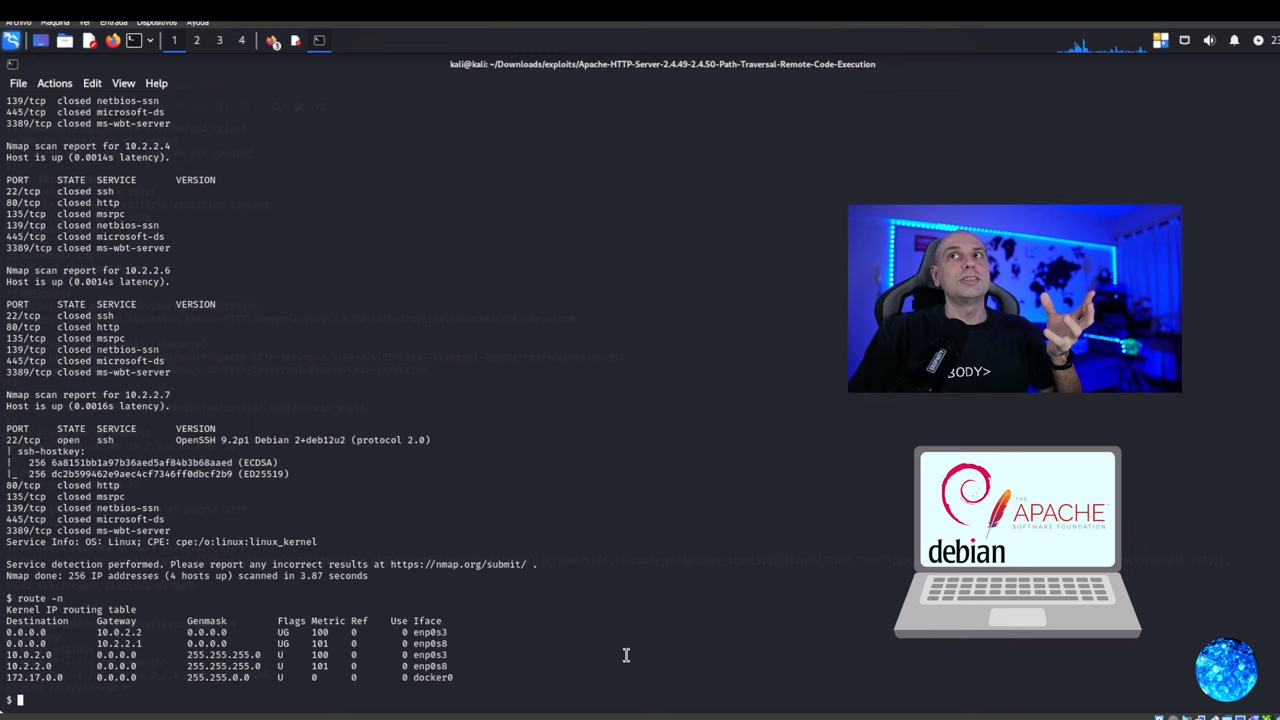 Archivo Máquina Ver Entrada Dispositivos Ayuda
1 2 3 4
kali@kali: ~/Downloads/exploits/Apache-HTTP-Server-2.4.49-2.4.50-Path-Traversal-Remote-Code-Execution
File Actions Edit View Help
139/tcp closed netbios-ssn
445/tcp closed microsoft-ds
3389/tcp closed ms-wbt-server
Nmap scan report for 10.2.2.4
Host is up (0.0014s latency).
PORT STATE SERVICE VERSION
22/tcp closed ssh
80/tcp closed http
135/tcp closed msrpc
139/tcp closed netbios-ssn
445/tcp closed microsoft-ds
3389/tcp closed ms-wbt-server
Nmap scan report for 10.2.2.6
Host is up (0.0014s latency).
PORT STATE SERVICE VERSION
22/tcp closed ssh
80/tcp closed http
135/tcp closed msrpc
139/tcp closed netbios-ssn
445/tcp closed microsoft-ds
3389/tcp closed ms-wbt-server
Nmap scan report for 10.2.2.7
Host is up (0.0016s latency).
PORT STATE SERVICE VERSION
22/tcp open ssh OpenSSH 9.2p1 Debian 2+deb12u2 (protocol 2.0)
| ssh-hostkey:
| 256 6a8151bb1a97b36aed5af84b3b68aaed (ECDSA)
|_ 256 dc2b599462e9aec4cf7346ff0dbcf2b9 (ED25519)
80/tcp closed http
135/tcp closed msrpc
139/tcp closed netbios-ssn
445/tcp closed microsoft-ds
3389/tcp closed ms-wbt-server
Service Info: OS: Linux; CPE: cpe:/o:linux:linux_kernel
Service detection performed. Please report any incorrect results at https://nmap.org/submit/ .
Nmap done: 256 IP addresses (4 hosts up) scanned in 3.87 seconds
$ route -n
Kernel IP routing table
Destination Gateway Genmask Flags Metric Ref Use Iface
0.0.0.0 10.0.2.2 0.0.0.0 UG 100 0 0 enp0s3
0.0.0.0 10.2.2.1 0.0.0.0 UG 101 0 0 enp0s8
10.0.2.0 0.0.0.0 255.255.255.0 U 100 0 0 enp0s3
10.2.2.0 0.0.0.0 255.255.255.0 U 101 0 0 enp0s8
172.17.0.0 0.0.0.0 255.255.0.0 U 0 0 0 docker0
$
BODY>
THE
APACHE
SOFTWARE FOUNDATION
debian